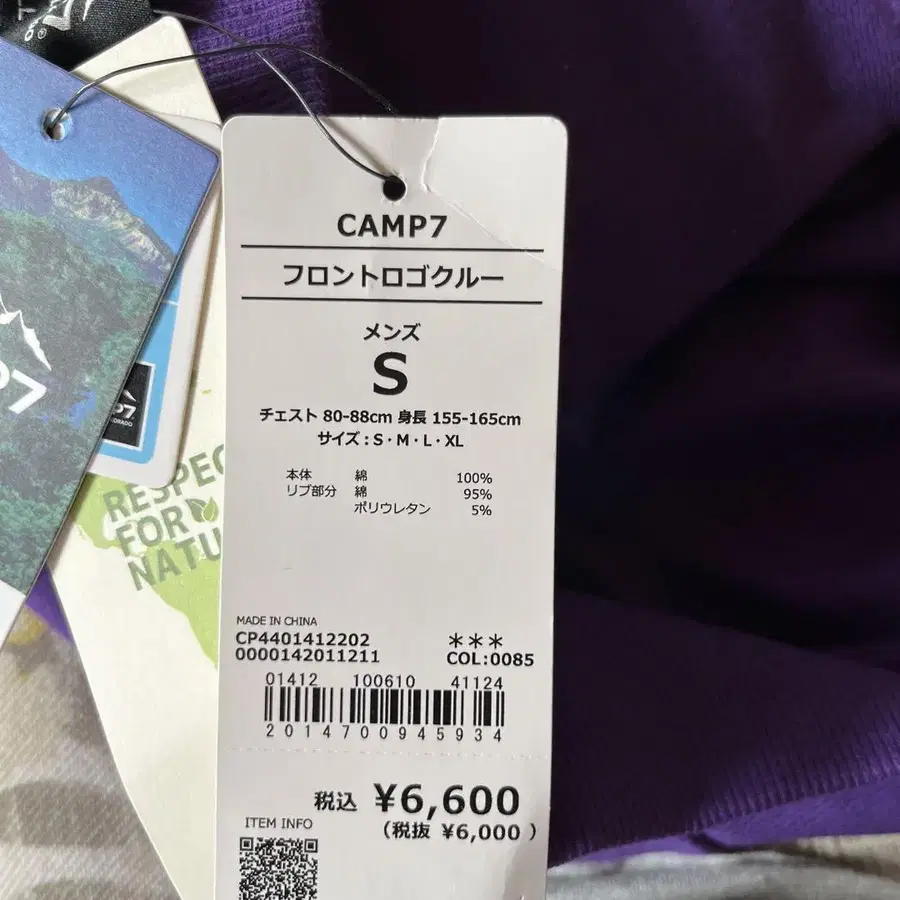 CAMP7
フロントロゴクルー
メンズ
S
チェスト 80-88cm 身長 155-165cm
サイズ:S・M・L・XL
本体 綿 100%
リブ部分 綿 95%
ポリウレタン 5%
MADE IN CHINA
CP4401412202 ***
0000142011211 COL:0085
01412 100610 41124
2014700945934
税込 ¥6,600
(税抜 ¥6,000 )
ITEM INFO
P7
P7
RESPEC
FOR
NATU